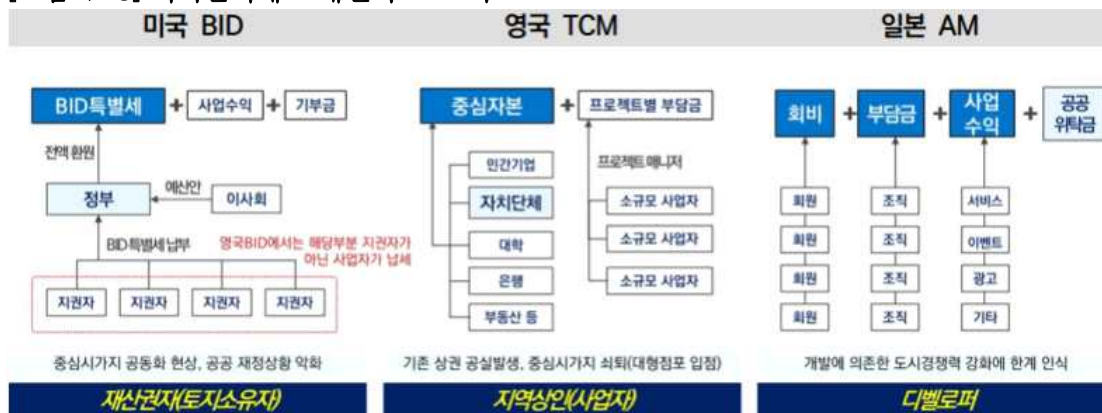 미국 BID
영국 TCM
일본 AM
BID특별세 + 사업수익 + 기부금
전액 환원
정부
예산안
이사회
BID특별세 납부
영국BID에서는 해당부분 지권자가
아닌 사업자가 납세
지권자 지권자 지권자 지권자
중심시가지 공동화 현상, 공공 재정상황 악화
재산권자(토지소유자)
중심자본 + 프로젝트별 부담금
민간기업
자치단체
대학
은행
부동산 등
프로젝트 매니저
소규모 사업자
소규모 사업자
소규모 사업자
기존 상권 공실발생, 중심시가지 쇠퇴(대형점포 입점)
지역상인(사업자)
회비 + 부담금 + 사업
수익 + 공공
위탁금
회원 조직 서비스
회원 조직 이벤트
회원 조직 광고
회원 조직 기타
개발에 의존한 도시경쟁력 강화에 한계 인식
디벨로퍼